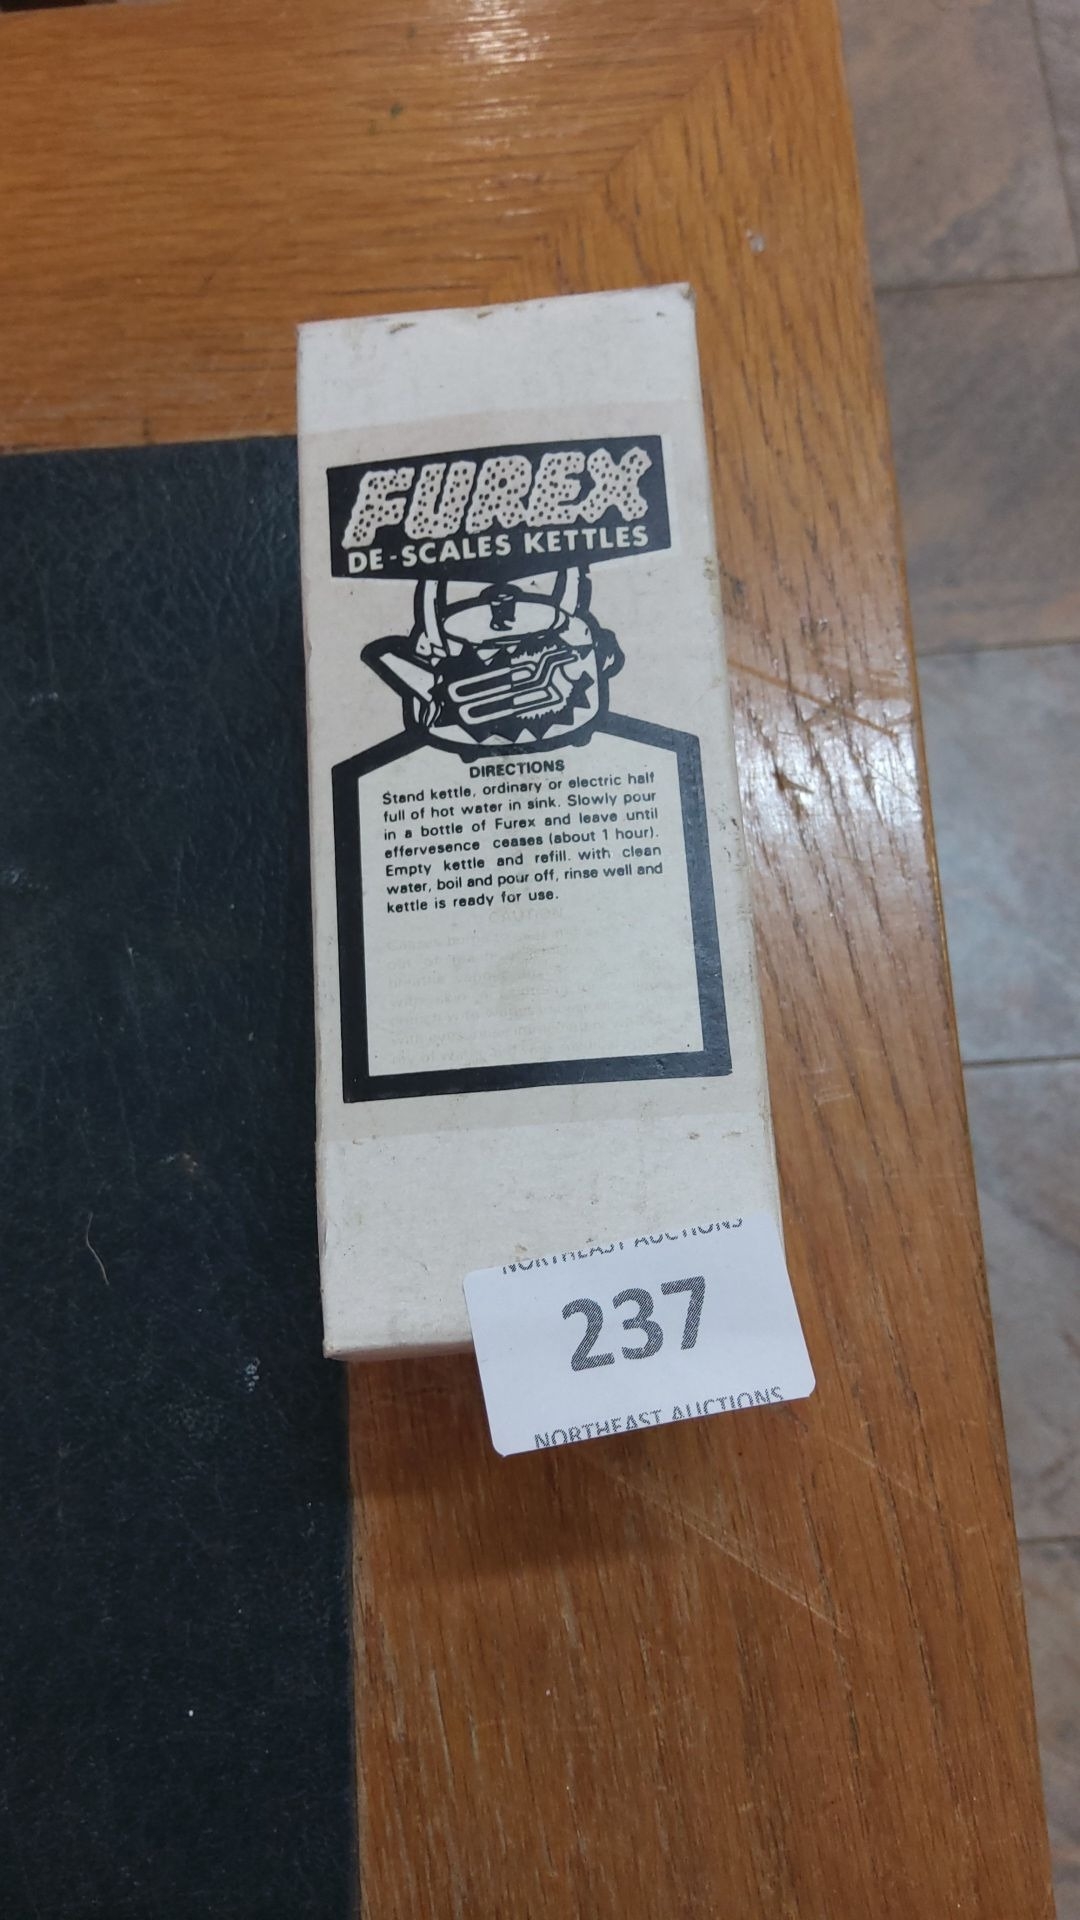 FUREX
DE-SCALES KETTLES
DIRECTIONS
Stand kettle, ordinary or electric half
full of hot water in sink. Slowly pour
in a bottle of Furex and leave until
effervesence ceases (about 1 hour).
Empty kettle and refill. with clean
water, boil and pour off, rinse well and
kettle is ready for use.
CAUTION
NORTHEAST AUCTIONS
237
NORTHEAST AUCTIONS